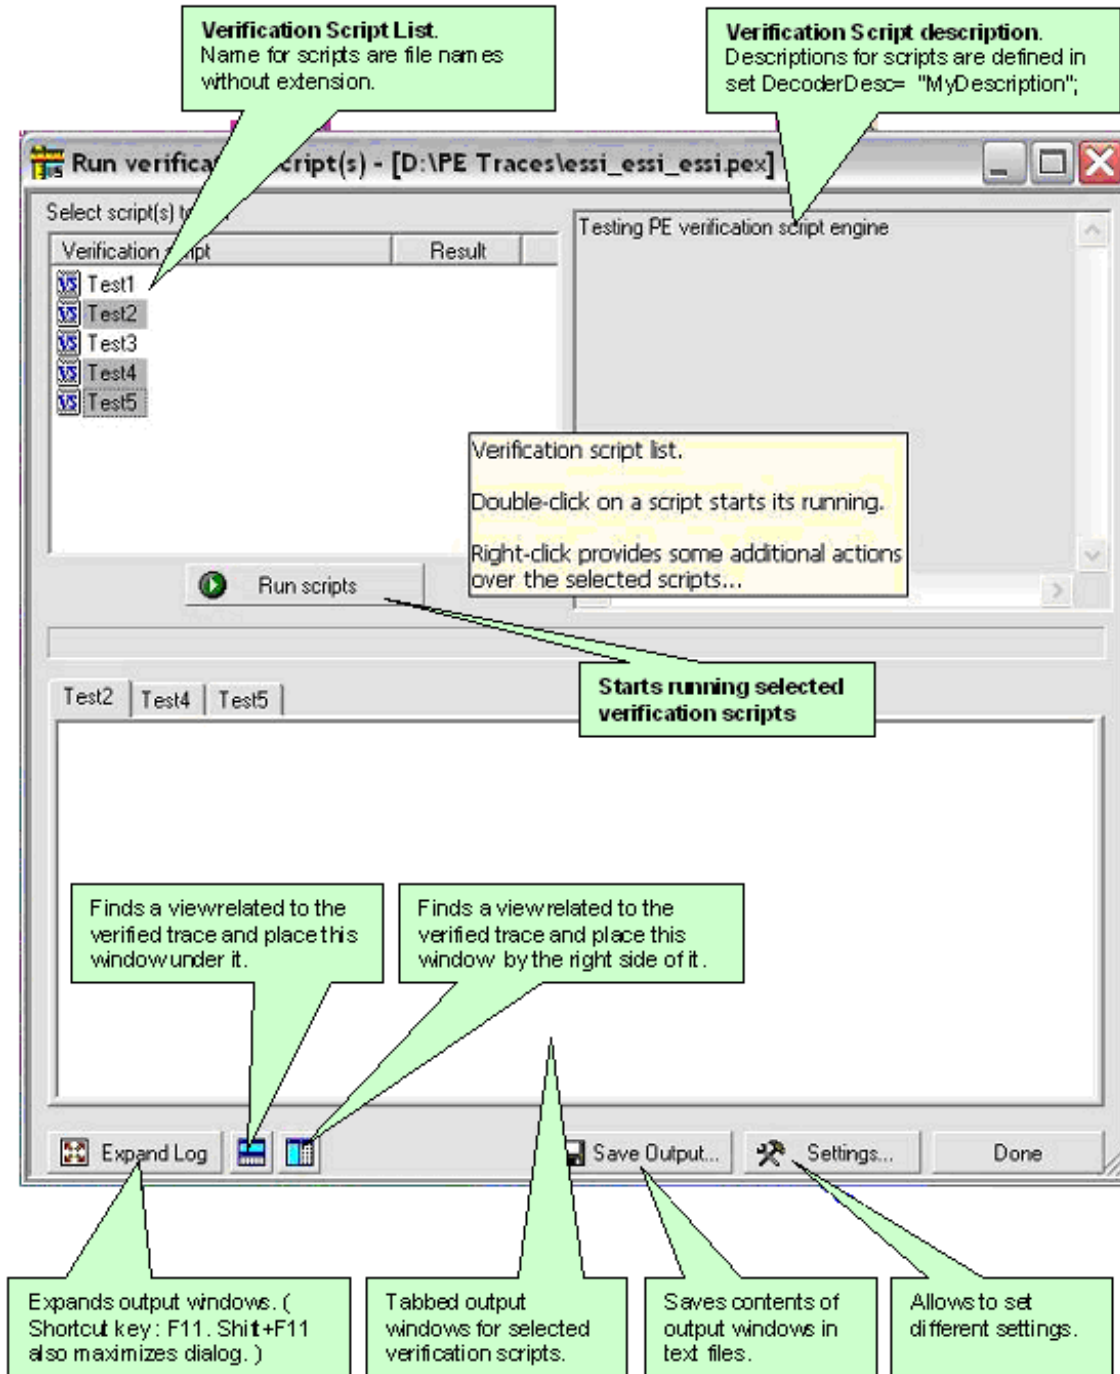 Verification Script List.
Name for scripts are file names
without extension.
Verification Script description.
Descriptions for scripts are defined in
set DecoderDesc= "MyDescription";
Run verifica cript(s) - [D:\PE Traces\essi_essi_essi.pex]
Select script(s) t
Verification script
Result
Test1
Test2
Test3
Test4
Test5
Testing PE verification script engine
Verification script list.
Double-click on a script starts its running.
Right-click provides some additional actions
over the selected scripts...
Run scripts
Starts running selected
verification scripts
Test2
Test4
Test5
Finds a view related to the
verified trace and place this
window under it.
Finds a view related to the
verified trace and place this
window by the right side of it.
Expand Log
Save Output...
Settings...
Done
Expands output windows. (
Shortcut key: F11. Shift+F11
also maximizes dialog. )
Tabbed output
windows for selected
verification scripts.
Saves contents of
output windows in
text files.
Allows to set
different settings.